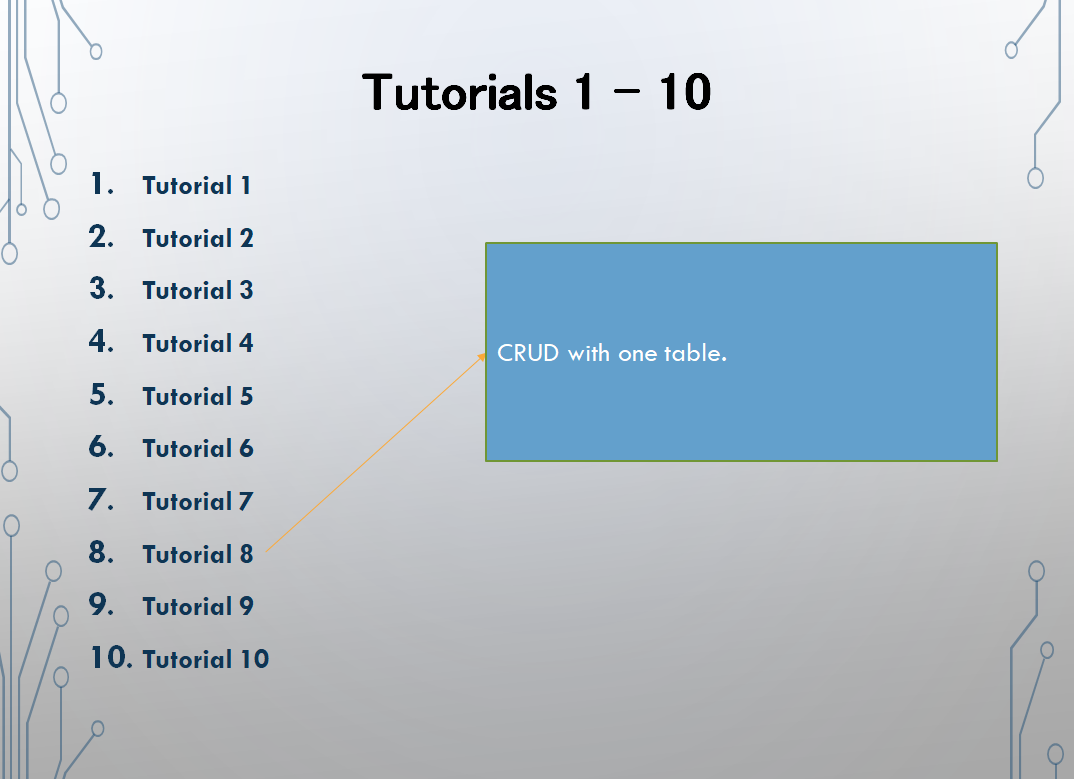 Tutorials 1 – 10
1. Tutorial 1
2. Tutorial 2
3. Tutorial 3
4. Tutorial 4
5. Tutorial 5
6. Tutorial 6
7. Tutorial 7
8. Tutorial 8
9. Tutorial 9
10. Tutorial 10
CRUD with one table.